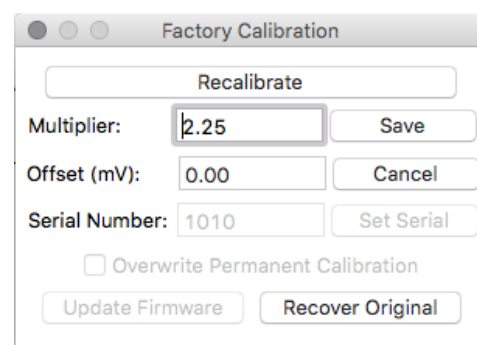 Factory Calibration
Recalibrate
Multiplier: 2.25 Save
Offset (mV): 0.00 Cancel
Serial Number: 1010 Set Serial
Overwrite Permanent Calibration
Update Firmware Recover Original